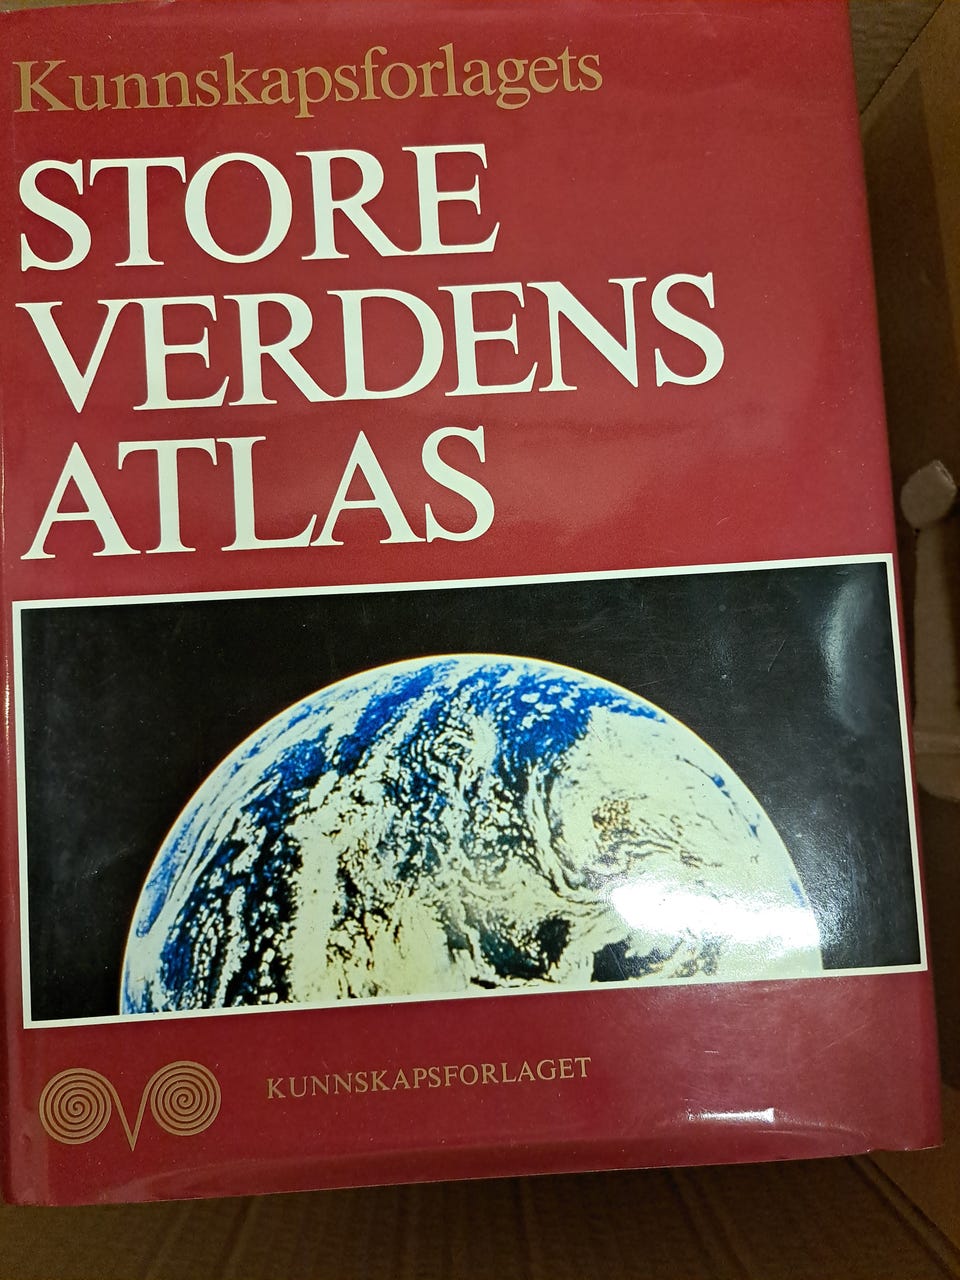 Kunnskapsforlagets
STORE
VERDENS
ATLAS
KUNNSKAPSFORLAGET